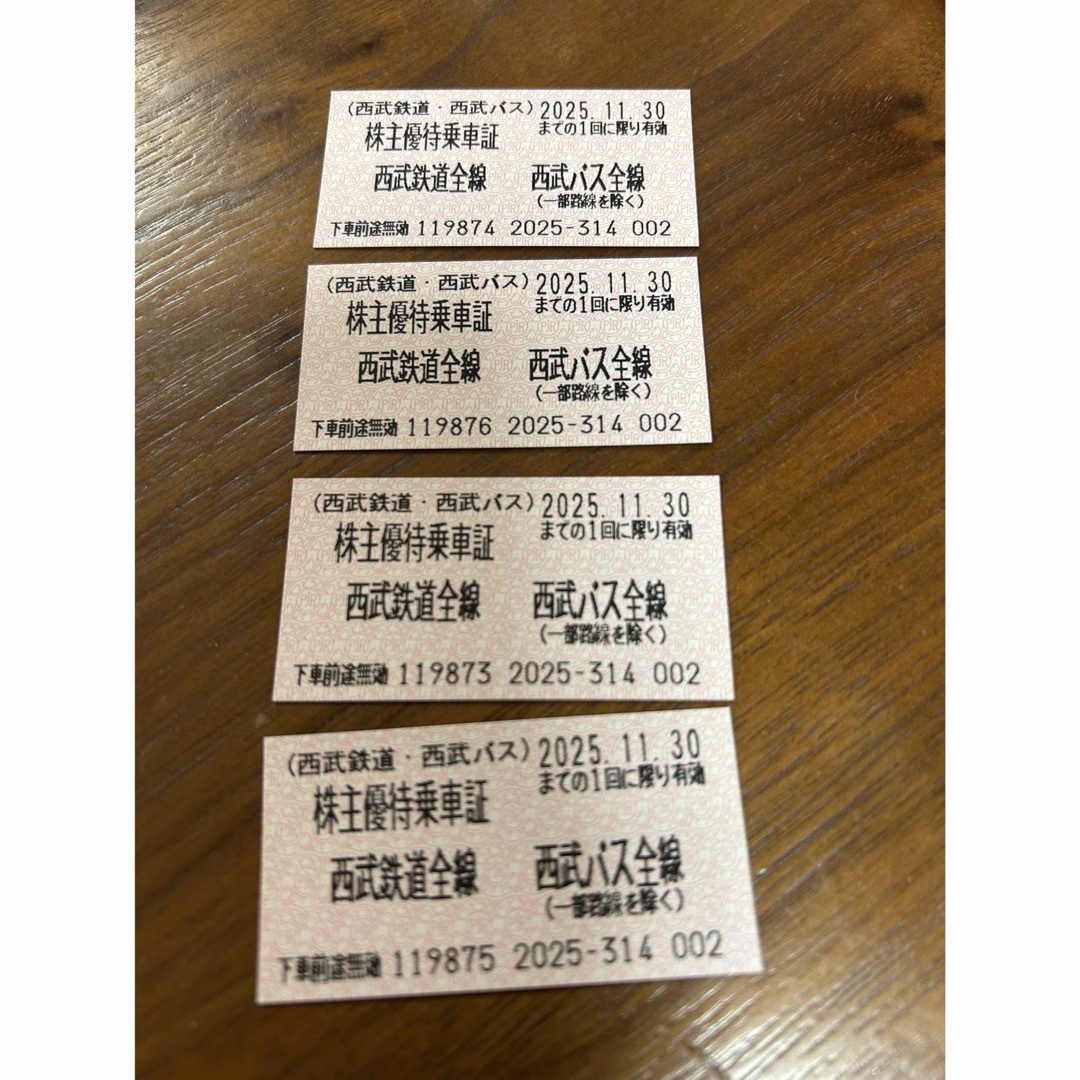 (西武鉄道・西武バス) 2025.11.30
株主優待乗車証 までの1回に限り有効
西武鉄道全線 西武バス全線
(一部路線を除く)
下車前途無効 119874 2025-314 002
(西武鉄道・西武バス) 2025.11.30
株主優待乗車証 までの1回に限り有効
西武鉄道全線 西武バス全線
(一部路線を除く)
下車前途無効 119876 2025-314 002
(西武鉄道・西武バス) 2025.11.30
株主優待乗車証 までの1回に限り有効
西武鉄道全線 西武バス全線
(一部路線を除く)
下車前途無効 119873 2025-314 002
(西武鉄道・西武バス) 2025.11.30
株主優待乗車証 までの1回に限り有効
西武鉄道全線 西武バス全線
(一部路線を除く)
下車前途無効 119875 2025-314 002